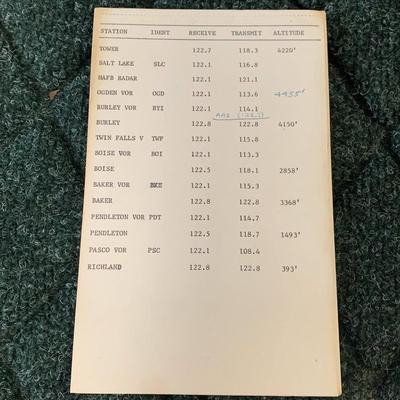 STATION IDENT RECEIVE TRANSMIT ALTITUDE
TOWER 122.7 118.3 4220'
SALT LAKE SLC 122.1 116.8
HAFB RADAR 122.1 121.1
OGDEN VOR OGD 122.1 113.6 4455'
BURLEY VOR BYI 122.1 114.1
BURLEY 122.8 122.8 4150'
TWIN FALLS V TWF 122.1 115.8
BOISE VOR BOI 122.1 113.3
BOISE 122.5 118.1 2858'
BAKER VOR BKE 122.1 115.3
BAKER 122.8 122.8 3368'
PENDLETON VOR PDT 122.1 114.7
PENDLETON 122.5 118.7 1493'
PASCO VOR PSC 122.1 108.4
RICHLAND 122.8 122.8 393'